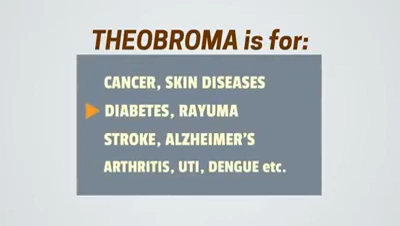 THEOBROMA is for:
CANCER, SKIN DISEASES
DIABETES, RAYUMA
STROKE, ALZHEIMER'S
ARTHRITIS, UTI, DENGUE etc.